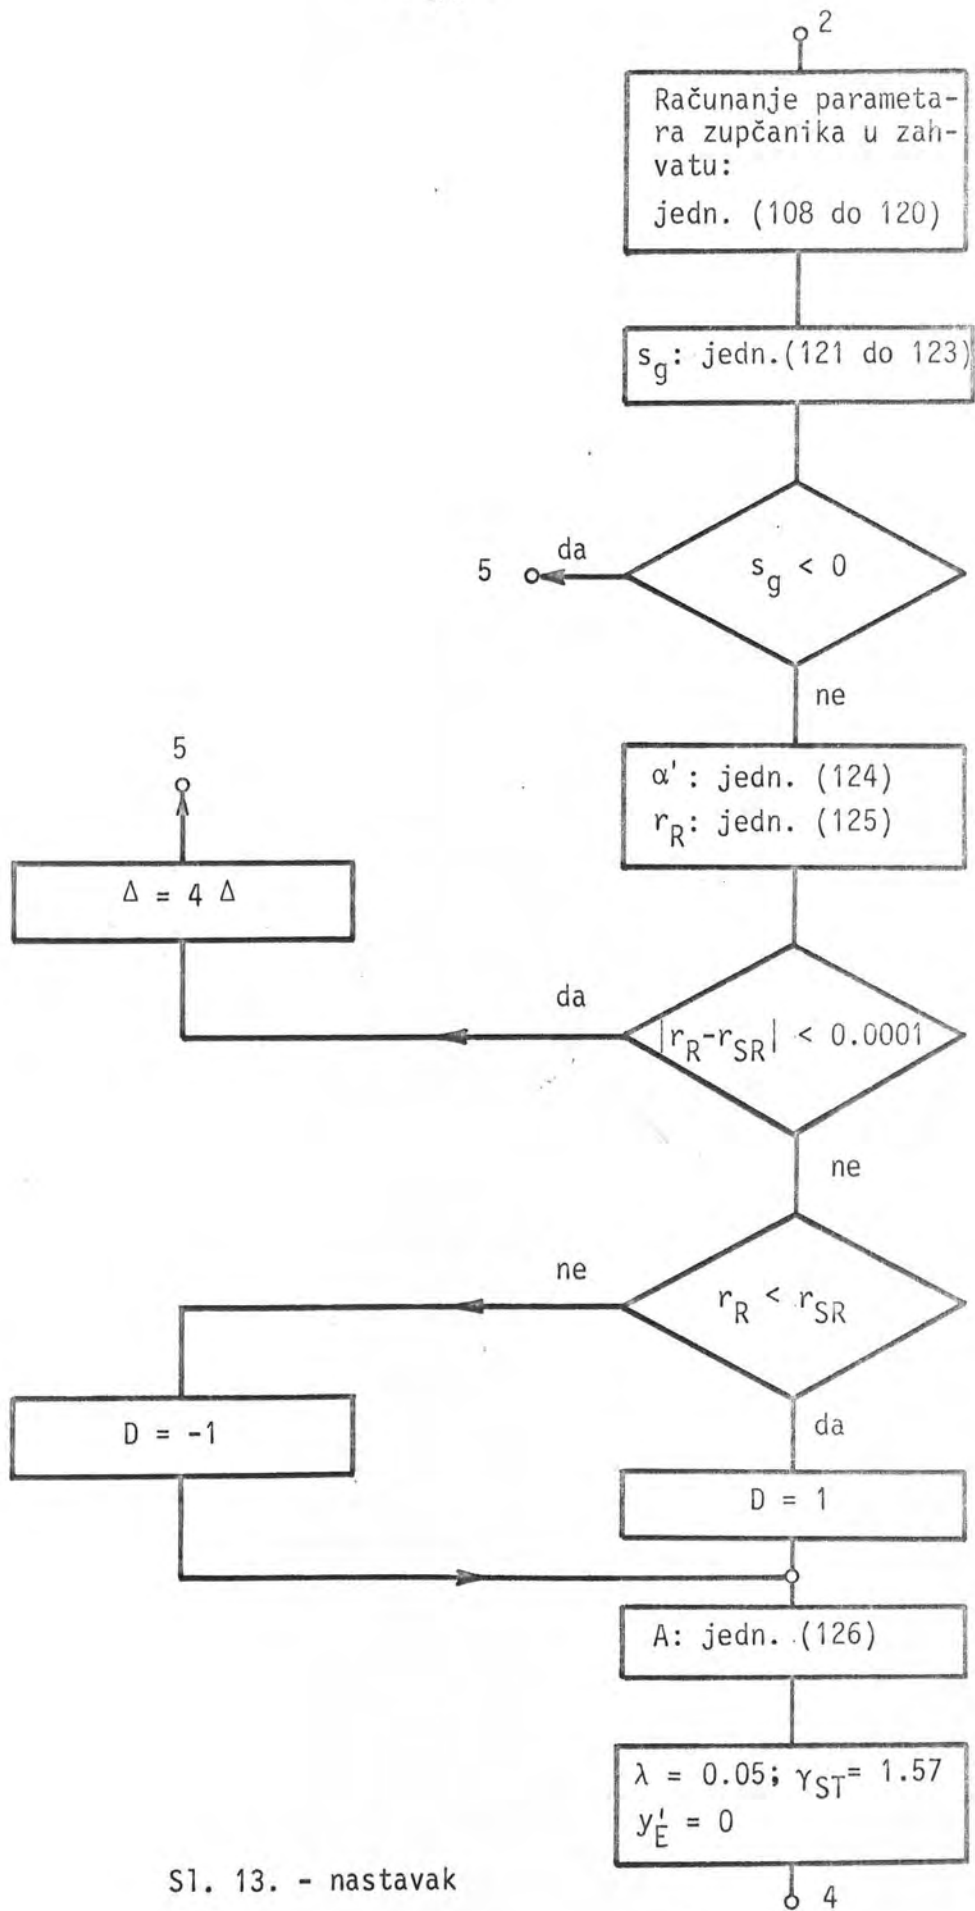 2
Računanje parameta-
ra zupčanika u zah-
vatu:
jedn. (108 do 120)
s_g: jedn.(121 do 123)
da
5
s_g < 0
ne
5
α': jedn. (124)
r_R: jedn. (125)
Δ = 4 Δ
da
|r_R-r_SR| < 0.0001
ne
ne
r_R < r_SR
D = -1
da
D = 1
A: jedn. (126)
λ = 0.05; γ_ST = 1.57
y'_E = 0
Sl. 13. - nastavak
4